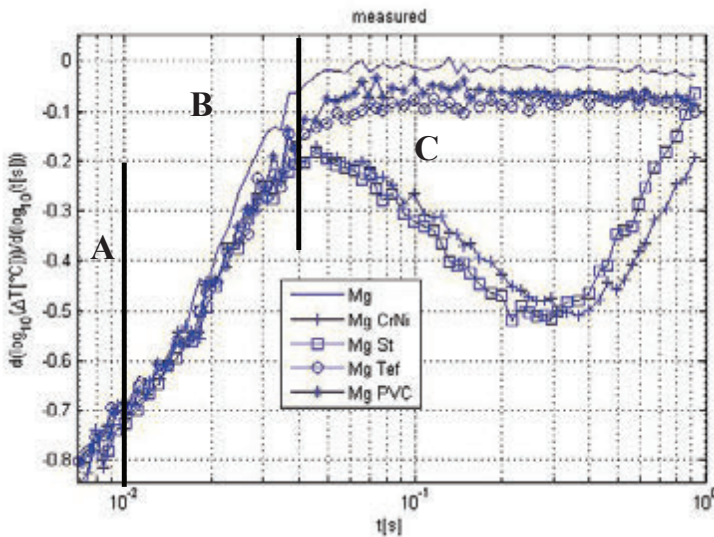 measured
d(log10(ΔT[°C]))/d(log10(t[s]))
0
-0.1
-0.2
-0.3
-0.4
-0.5
-0.6
-0.7
-0.8
A
B
C
Mg
Mg CrNi
Mg St
Mg Tef
Mg PVC
10-2
10-1
100
t[s]